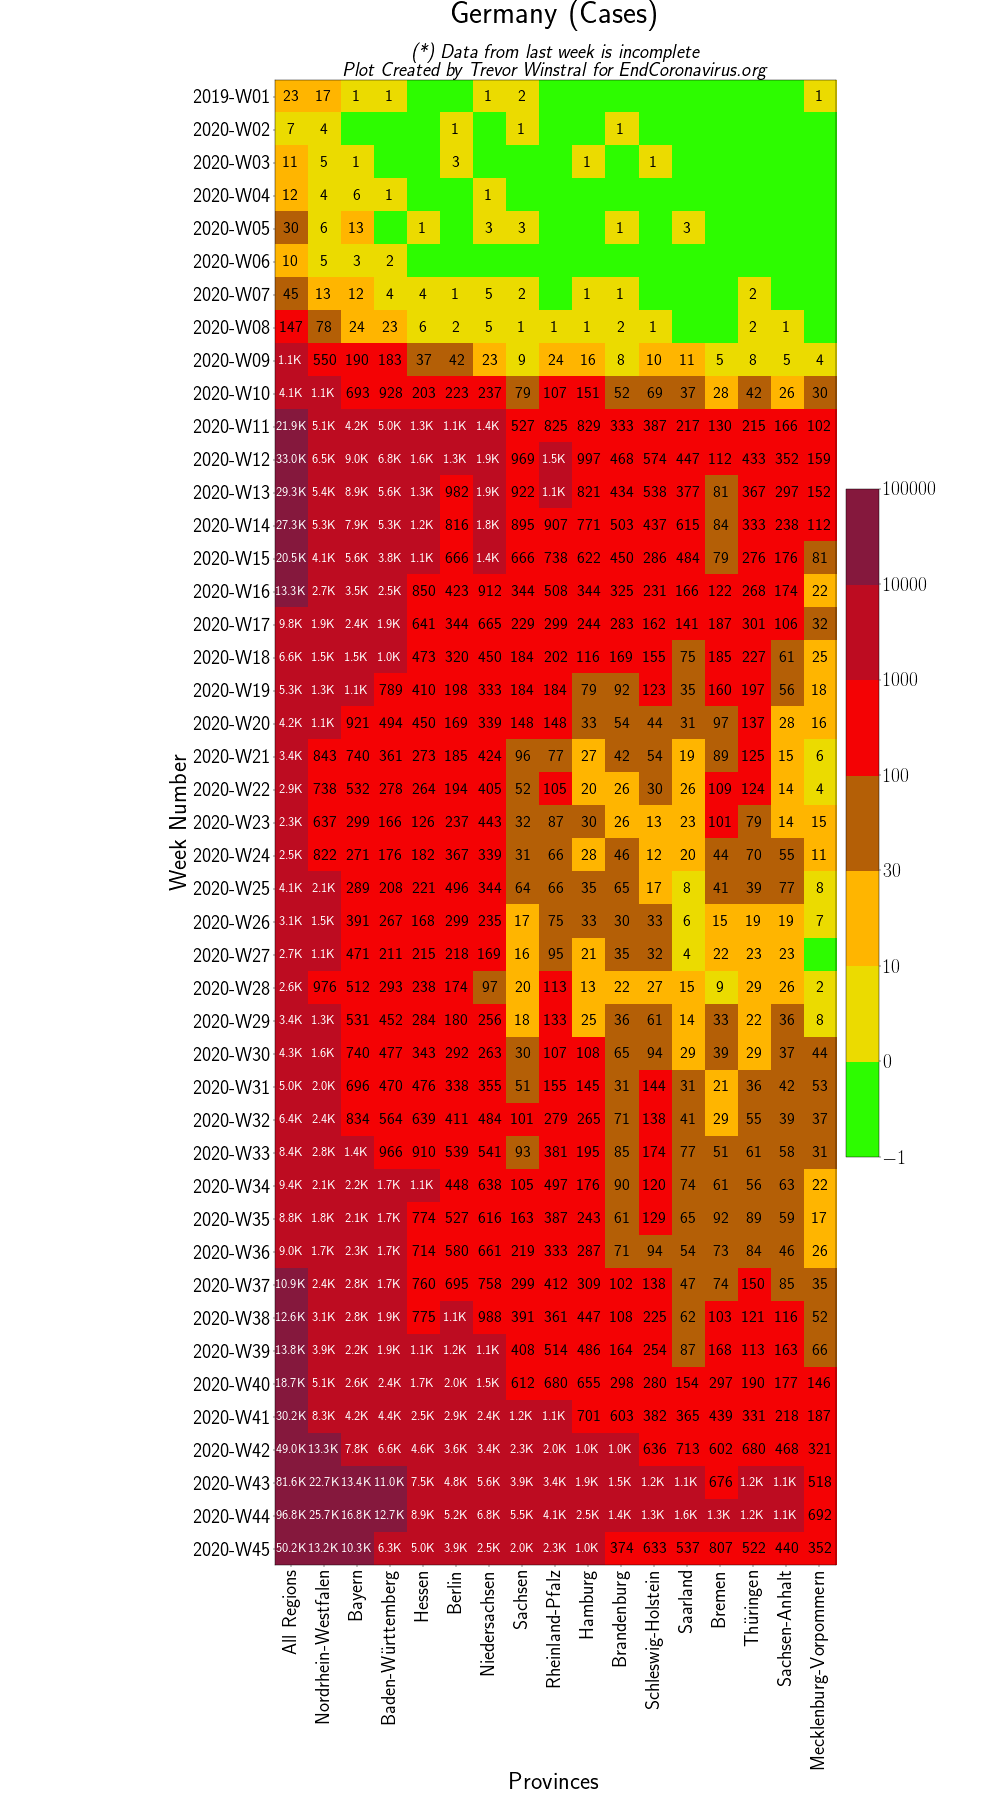 Germany (Cases)
(*) Data from last week is incomplete
Plot Created by Trevor Winstral for EndCoronavirus.org
2019-W01 23 17 1 1 1 2 1
2020-W02 7 4 1 1 1
2020-W03 11 5 1 3 1 1
2020-W04 12 4 6 1 1
2020-W05 30 6 13 1 3 3 1 3
2020-W06 10 5 3 2
2020-W07 45 13 12 4 4 1 5 2 1 1 2
2020-W08 147 78 24 23 6 2 5 1 1 1 2 1 2 1
2020-W09 1.1K 550 190 183 37 42 23 9 24 16 8 10 11 5 8 5 4
2020-W10 4.1K 1.1K 693 928 203 223 237 79 107 151 52 69 37 28 42 26 30
2020-W11 21.9K 5.1K 4.2K 5.0K 1.3K 1.1K 1.4K 527 825 829 333 387 217 130 215 166 102
2020-W12 33.0K 6.5K 9.0K 6.8K 1.6K 1.3K 1.9K 969 1.5K 997 468 574 447 112 433 352 159
2020-W13 29.3K 5.4K 8.9K 5.6K 1.3K 982 1.9K 922 1.1K 821 434 538 377 81 367 297 152
2020-W14 27.3K 5.3K 7.9K 5.3K 1.2K 816 1.8K 895 907 771 503 437 615 84 333 238 112
2020-W15 20.5K 4.1K 5.6K 3.8K 1.1K 666 1.4K 666 738 622 450 286 484 79 276 176 81
2020-W16 13.3K 2.7K 3.5K 2.5K 850 423 912 344 508 344 325 231 166 122 268 174 22
2020-W17 9.8K 1.9K 2.4K 1.9K 641 344 665 229 299 244 283 162 141 187 301 106 32
2020-W18 6.6K 1.5K 1.5K 1.0K 473 320 450 184 202 116 169 155 75 185 227 61 25
2020-W19 5.3K 1.3K 1.1K 789 410 198 333 184 184 79 92 123 35 160 197 56 18
2020-W20 4.2K 1.1K 921 494 450 169 339 148 148 33 54 44 31 97 137 28 16
2020-W21 3.4K 843 740 361 273 185 424 96 77 27 42 54 19 89 125 15 6
2020-W22 2.9K 738 532 278 264 194 405 52 105 20 26 30 26 109 124 14 4
2020-W23 2.3K 637 299 166 126 237 443 32 87 30 26 13 23 101 79 14 15
2020-W24 2.5K 822 271 176 182 367 339 31 66 28 46 12 20 44 70 55 11
2020-W25 4.1K 2.1K 289 208 221 496 344 64 66 35 65 17 8 41 39 77 8
2020-W26 3.1K 1.5K 391 267 168 299 235 17 75 33 30 33 6 15 19 19 7
2020-W27 2.7K 1.1K 471 211 215 218 169 16 95 21 35 32 4 22 23 23
2020-W28 2.6K 976 512 293 238 174 97 20 113 13 22 27 15 9 29 26 2
2020-W29 3.4K 1.3K 531 452 284 180 256 18 133 25 36 61 14 33 22 36 8
2020-W30 4.3K 1.6K 740 477 343 292 263 30 107 108 65 94 29 39 29 37 44
2020-W31 5.0K 2.0K 696 470 476 338 355 51 155 145 31 144 31 21 36 42 53
2020-W32 6.4K 2.4K 834 564 639 411 484 101 279 265 71 138 41 29 55 39 37
2020-W33 8.4K 2.8K 1.4K 966 910 539 541 93 381 195 85 174 77 51 61 58 31
2020-W34 9.4K 2.1K 2.2K 1.7K 1.1K 448 638 105 497 176 90 120 74 61 56 63 22
2020-W35 8.8K 1.8K 2.1K 1.7K 774 527 616 163 387 243 61 129 65 92 89 59 17
2020-W36 9.0K 1.7K 2.3K 1.7K 714 580 661 219 333 287 71 94 54 73 84 46 26
2020-W37 10.9K 2.4K 2.8K 1.7K 760 695 758 299 412 309 102 138 47 74 150 85 35
2020-W38 12.6K 3.1K 2.8K 1.9K 775 1.1K 988 391 361 447 108 225 62 103 121 116 52
2020-W39 13.8K 3.9K 2.2K 1.9K 1.1K 1.2K 1.1K 408 514 486 164 254 87 168 113 163 66
2020-W40 18.7K 5.1K 2.6K 2.4K 1.7K 2.0K 1.5K 612 680 655 298 280 154 297 190 177 146
2020-W41 30.2K 8.3K 4.2K 4.4K 2.5K 2.9K 2.4K 1.2K 1.1K 701 603 382 365 439 331 218 187
2020-W42 49.0K 13.3K 7.8K 6.6K 4.6K 3.6K 3.4K 2.3K 2.0K 1.0K 1.0K 636 713 602 680 468 321
2020-W43 81.6K 22.7K 13.4K 11.0K 7.5K 4.8K 5.6K 3.9K 3.4K 1.9K 1.5K 1.2K 1.1K 676 1.2K 1.1K 518
2020-W44 96.8K 25.7K 16.8K 12.7K 8.9K 5.2K 6.8K 5.5K 4.1K 2.5K 1.4K 1.3K 1.6K 1.3K 1.2K 1.1K 692
2020-W45 50.2K 13.2K 10.3K 6.3K 5.0K 3.9K 2.5K 2.0K 2.3K 1.0K 374 633 537 807 522 440 352
Week Number
All Regions
Nordrhein-Westfalen
Bayern
Baden-Württemberg
Hessen
Berlin
Niedersachsen
Sachsen
Rheinland-Pfalz
Hamburg
Brandenburg
Schleswig-Holstein
Saarland
Bremen
Thüringen
Sachsen-Anhalt
Mecklenburg-Vorpommern
Provinces
100000
10000
1000
100
30
10
0
−1